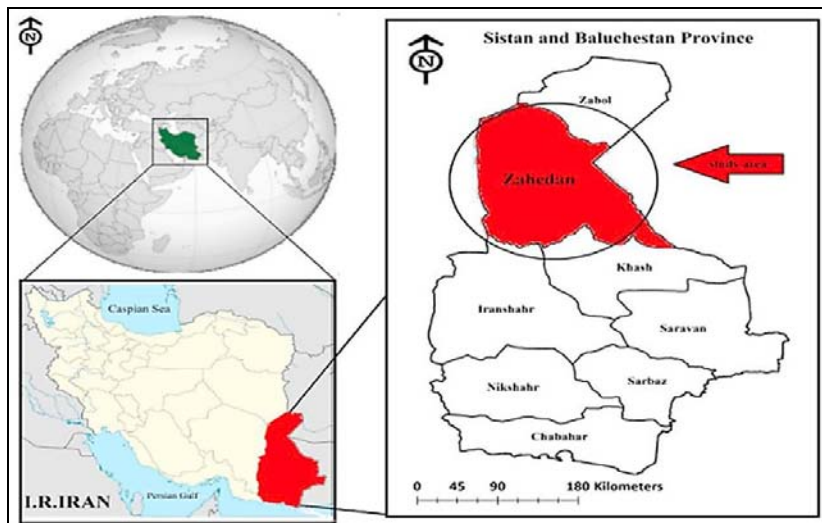 N
Caspian Sea
Persian Gulf
I.R.IRAN
Sistan and Baluchestan Province
N
Zabol
study area
Zahedan
Khash
Iranshahr
Saravan
Nikshahr
Sarbaz
Chabahar
0 45 90 180 Kilometers